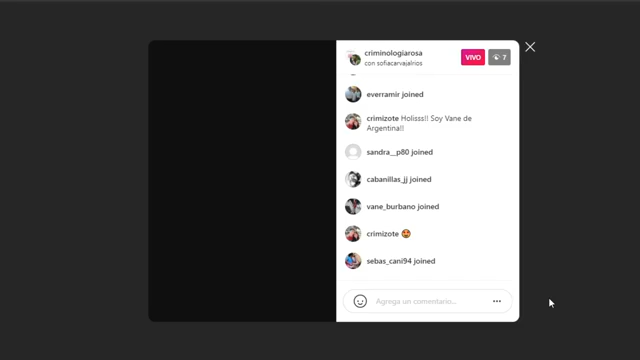 criminologiarosa
con sofiacarvajalrios
VIVO
7
everramir joined
crimizote Holisss!! Soy Vane de
Argentina!!
sandra__p80 joined
cabanillas_jj joined
vane_burbano joined
crimizote 🤩
sebas_cani94 joined
Agrega un comentario...